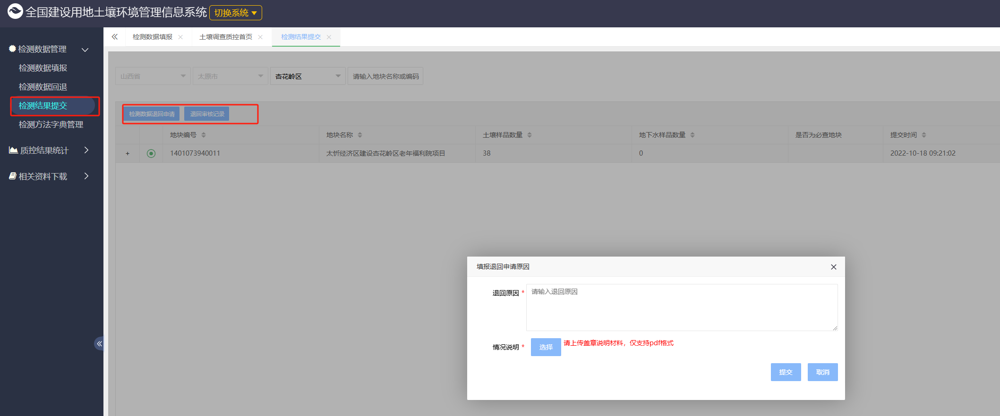 全国建设用地土壤环境管理信息系统 切换系统
检测数据管理
检测数据填报
检测数据回退
检测结果提交
检测方法字典管理
质控结果统计
相关资料下载
检测数据填报 土壤调查质控首页 检测结果提交
山西省 太原市 杏花岭区 请输入地块名称或编码
检测数据退回申请 退回审核记录
地块编号 地块名称 土壤样品数量 地下水样品数量 是否为必查地块 提交时间
+ 1401073940011 太忻经济区建设杏花岭区老年福利院项目 38 0 2022-10-18 09:21:02
填报退回申请原因
退回原因 * 请输入退回原因
情况说明 * 选择 请上传盖章说明材料，仅支持pdf格式
提交 取消